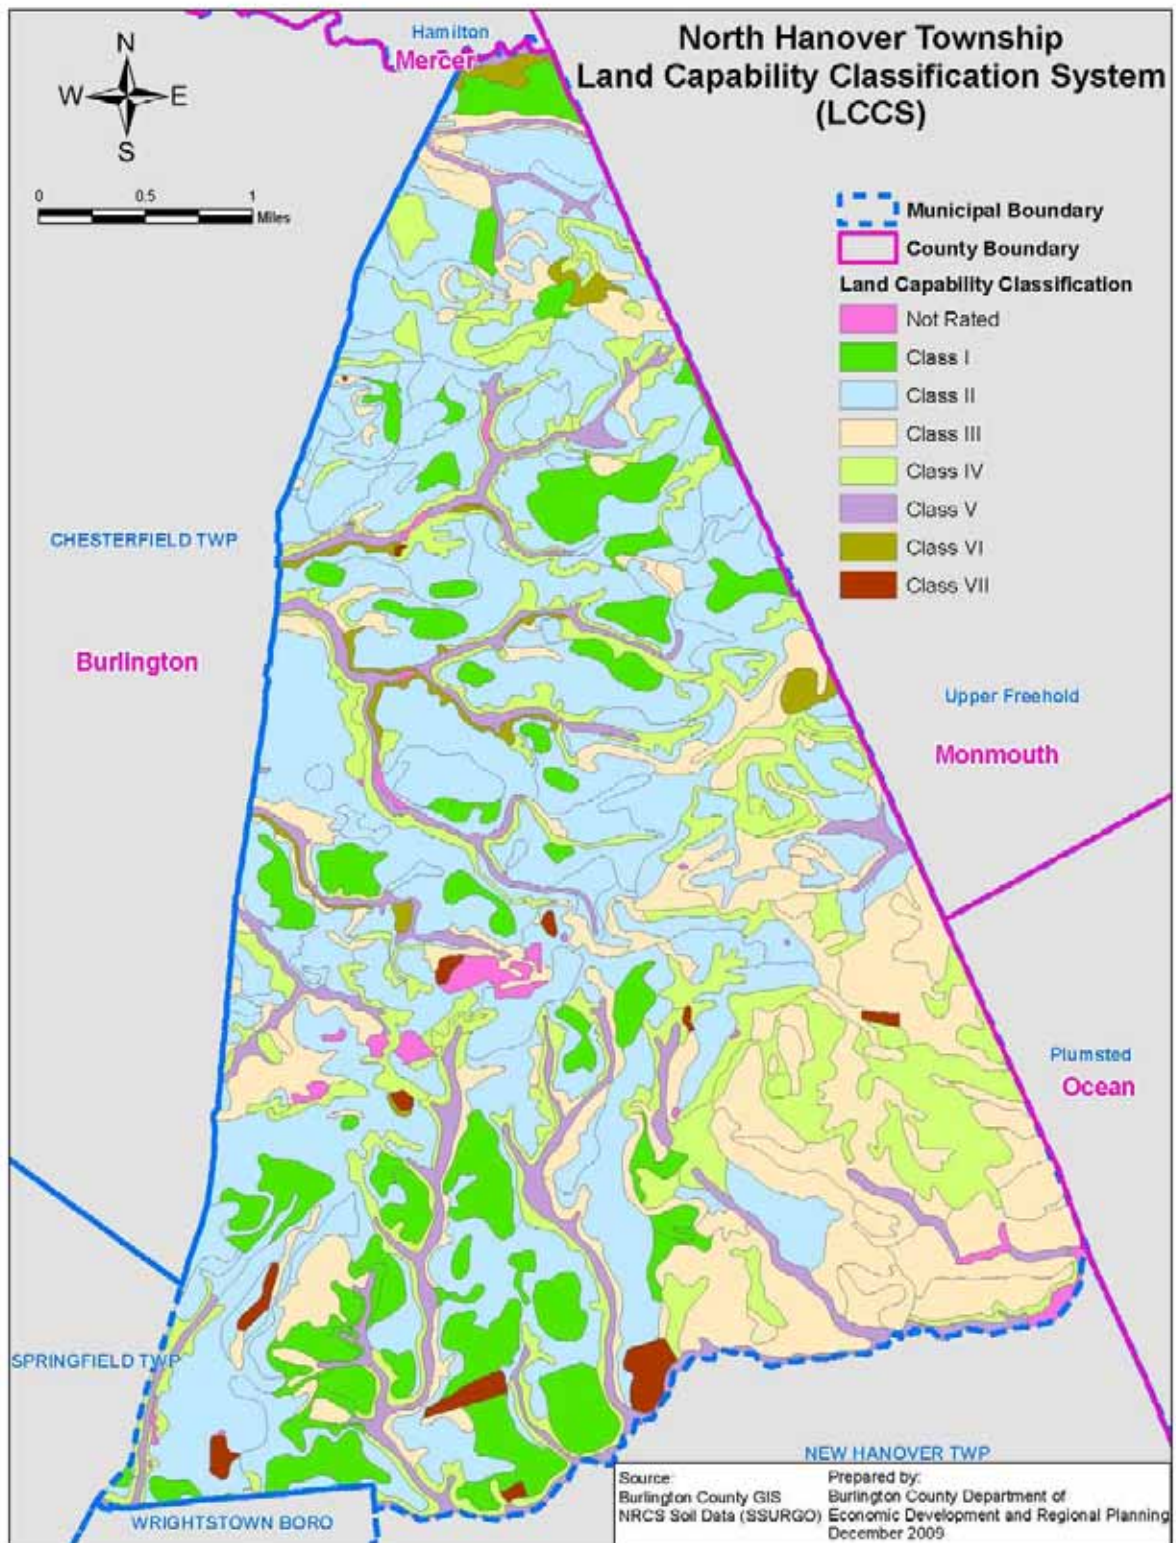 North Hanover Township
Land Capability Classification System
(LCCS)
Hamilton
Mercer
N
W
E
S
0
0.5
1
Miles
Municipal Boundary
County Boundary
Land Capability Classification
Not Rated
Class I
Class II
Class III
Class IV
Class V
Class VI
Class VII
CHESTERFIELD TWP
Burlington
Upper Freehold
Monmouth
Plumsted
Ocean
SPRINGFIELD TWP
NEW HANOVER TWP
WRIGHTSTOWN BORO
Source:
Burlington County GIS
NRCS Soil Data (SSURGO)
Prepared by:
Burlington County Department of
Economic Development and Regional Planning
December 2009